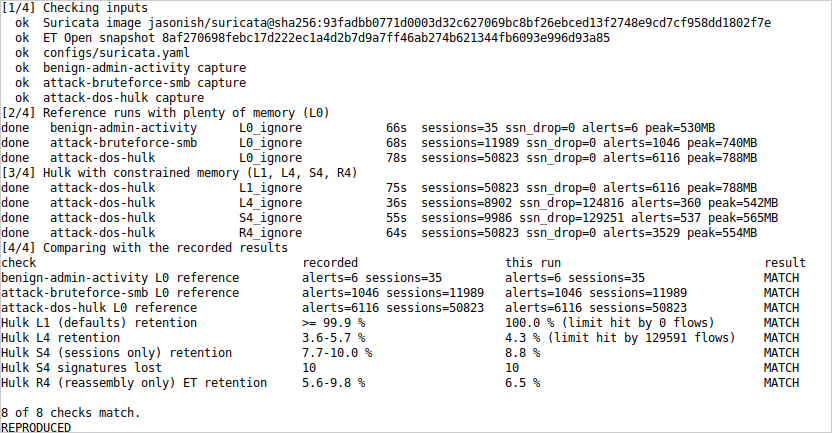 [1/4] Checking inputs
ok Suricata image jasonish/suricata@sha256:93fadbb0771d0003d32c627069bc8bf26ebced13f2748e9cd7cf958dd1802f7e
ok ET Open snapshot 8af270698febc17d222ec1a4d2b7d9a7ff46ab274b621344fb6093e996d93a85
ok configs/suricata.yaml
ok benign-admin-activity capture
ok attack-bruteforce-smb capture
ok attack-dos-hulk capture
[2/4] Reference runs with plenty of memory (L0)
done benign-admin-activity L0_ignore 66s sessions=35 ssn_drop=0 alerts=6 peak=530MB
done attack-bruteforce-smb L0_ignore 68s sessions=11989 ssn_drop=0 alerts=1046 peak=740MB
done attack-dos-hulk L0_ignore 78s sessions=50823 ssn_drop=0 alerts=6116 peak=788MB
[3/4] Hulk with constrained memory (L1, L4, S4, R4)
done attack-dos-hulk L1_ignore 75s sessions=50823 ssn_drop=0 alerts=6116 peak=788MB
done attack-dos-hulk L4_ignore 36s sessions=8902 ssn_drop=124816 alerts=360 peak=542MB
done attack-dos-hulk S4_ignore 55s sessions=9986 ssn_drop=129251 alerts=537 peak=565MB
done attack-dos-hulk R4_ignore 64s sessions=50823 ssn_drop=0 alerts=3529 peak=554MB
[4/4] Comparing with the recorded results
check recorded this run result
benign-admin-activity L0 reference alerts=6 sessions=35 alerts=6 sessions=35 MATCH
attack-bruteforce-smb L0 reference alerts=1046 sessions=11989 alerts=1046 sessions=11989 MATCH
attack-dos-hulk L0 reference alerts=6116 sessions=50823 alerts=6116 sessions=50823 MATCH
Hulk L1 (defaults) retention >= 99.9 % 100.0 % (limit hit by 0 flows) MATCH
Hulk L4 retention 3.6-5.7 % 4.3 % (limit hit by 129591 flows) MATCH
Hulk S4 (sessions only) retention 7.7-10.0 % 8.8 % MATCH
Hulk S4 signatures lost 10 10 MATCH
Hulk R4 (reassembly only) ET retention 5.6-9.8 % 6.5 % MATCH
8 of 8 checks match.
REPRODUCED